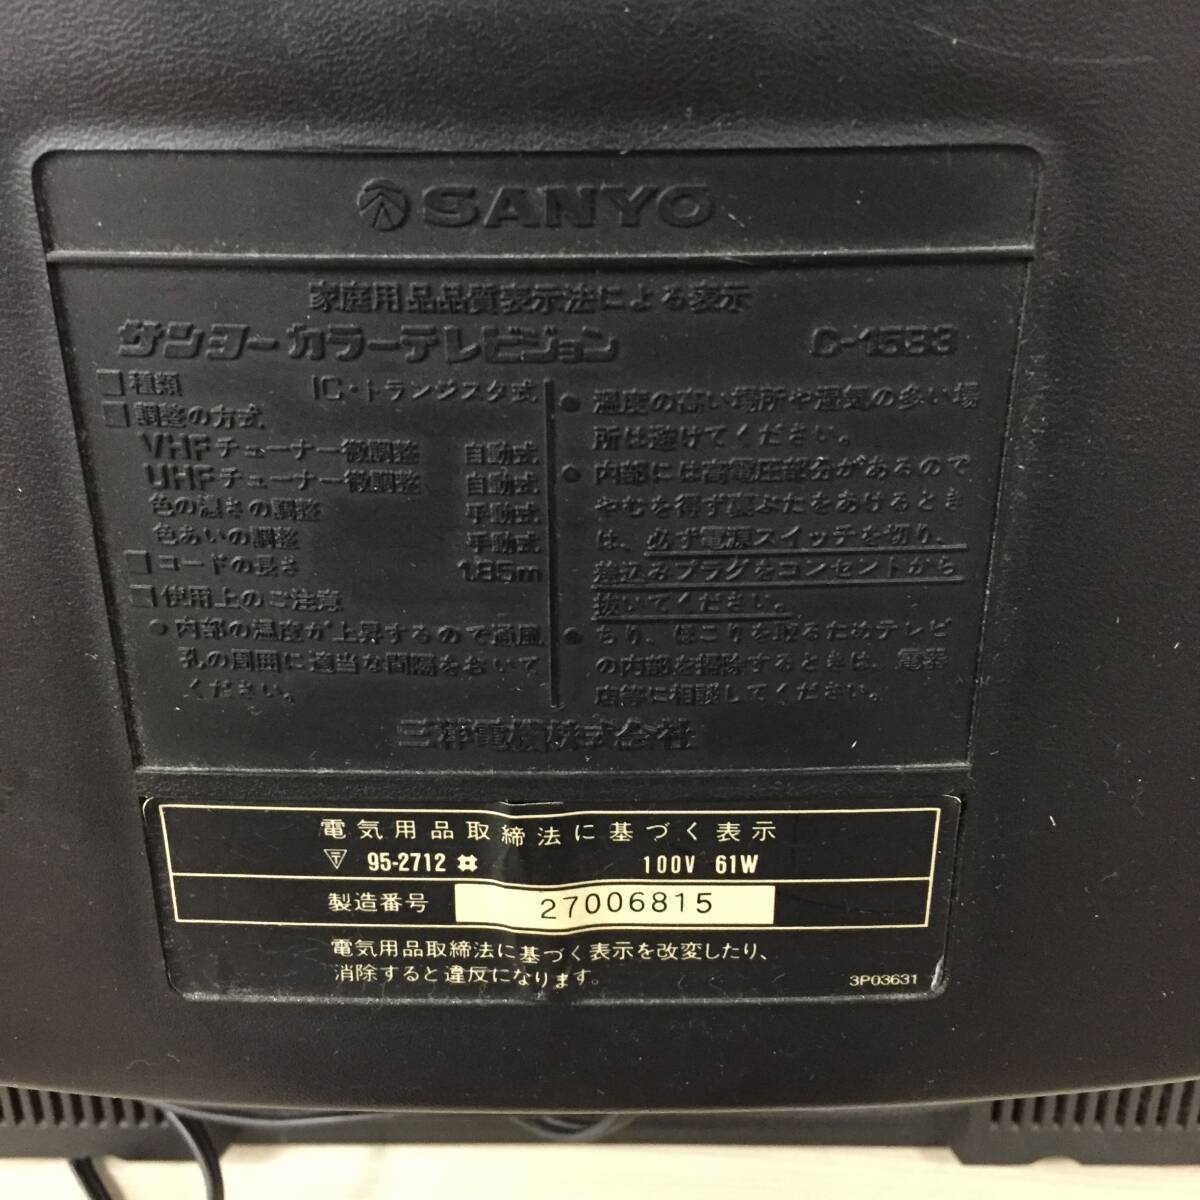 SANYO
家庭用品品質表示法による表示
サンヨーカラーテレビジョン C-1583
種類 IC・トランジスタ式
調整の方式
VHFチューナー微調整 自動式
UHFチューナー微調整 自動式
色の濃さの調整 手動式
色あいの調整 手動式
コードの長さ 1.85m
使用上のご注意
●内部の温度が上昇するので通風
孔の周囲に適当な間隔をおいて
ください。
●温度の高い場所や湿気の多い場
所は避けてください。
●内部には高電圧部分があるので
やむを得ず裏ぶたをあけるとき
は、必ず電源スイッチを切り、
差込みプラグをコンセントから
抜いてください。
●ちり、ほこりを取るためテレビ
の内部を掃除するときは、電器
店等に相談してください。
三洋電機株式会社
電気用品取締法に基づく表示
〒 95-2712 100V 61W
製造番号 27006815
電気用品取締法に基づく表示を改変したり、
消除すると違反になります。
3P03631